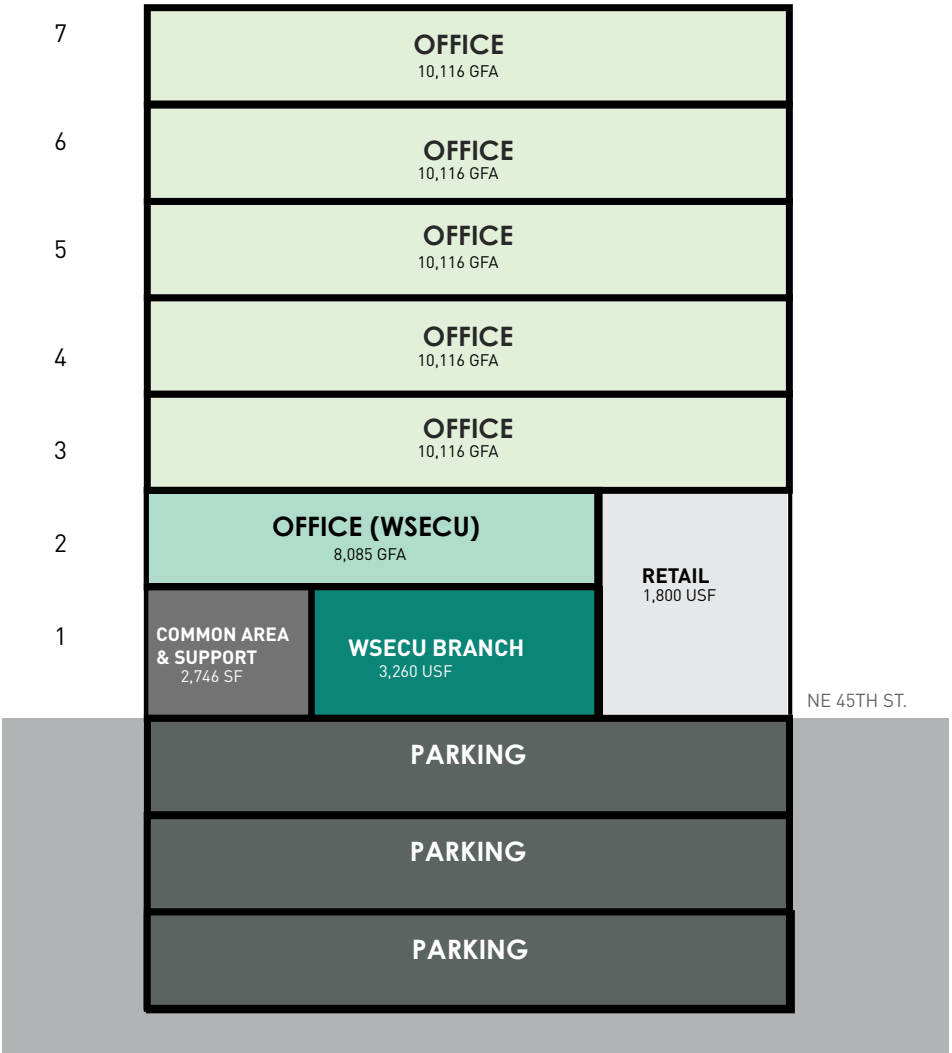 7
OFFICE
10,116 GFA
6
OFFICE
10,116 GFA
5
OFFICE
10,116 GFA
4
OFFICE
10,116 GFA
3
OFFICE
10,116 GFA
2
OFFICE (WSECU)
8,085 GFA
RETAIL
1,800 USF
1
COMMON AREA
& SUPPORT
2,746 SF
WSECU BRANCH
3,260 USF
NE 45TH ST.
PARKING
PARKING
PARKING